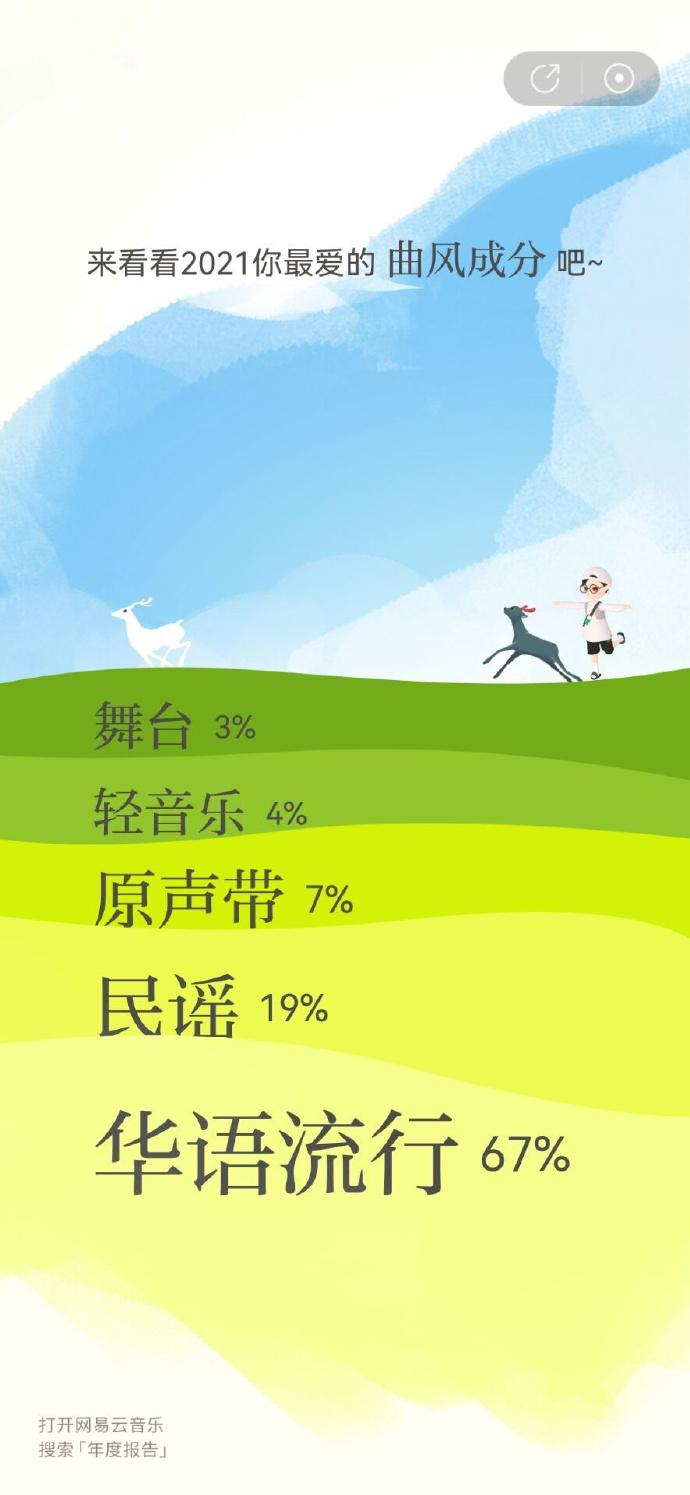 来看看2021你最爱的 曲风成分 吧~
舞台 3%
轻音乐 4%
原声带 7%
民谣 19%
华语流行 67%
打开网易云音乐
搜索「年度报告」